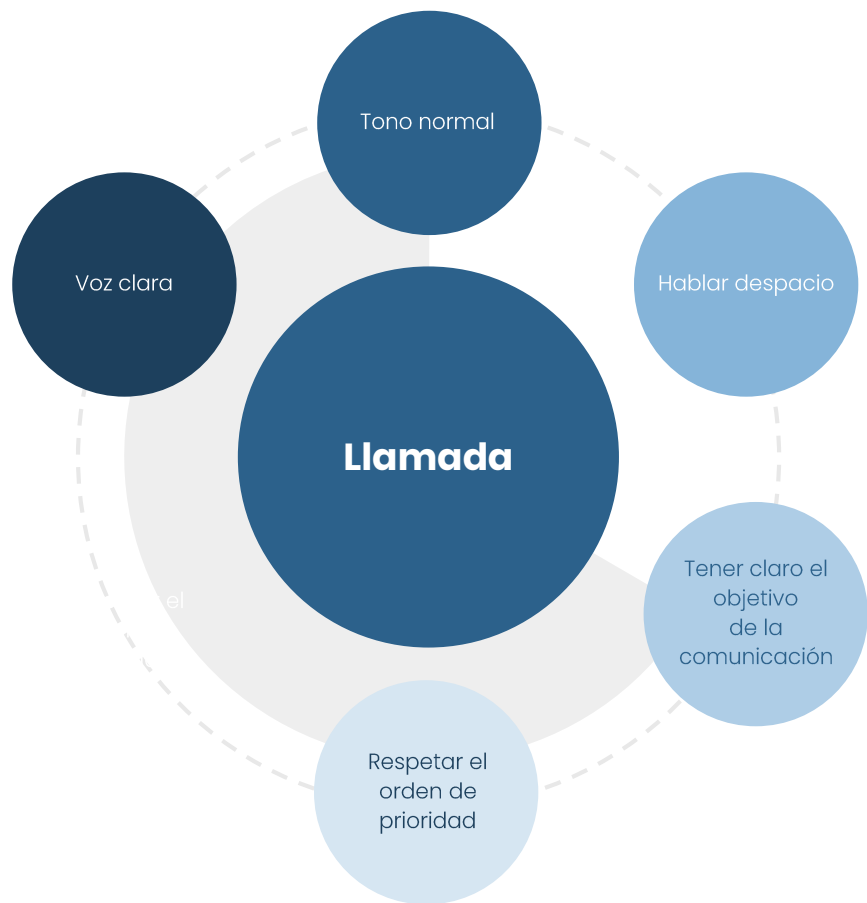 Tono normal
Voz clara
Hablar despacio
Llamada
Tener claro el
objetivo
de la
comunicación
el
Respetar el
orden de
prioridad